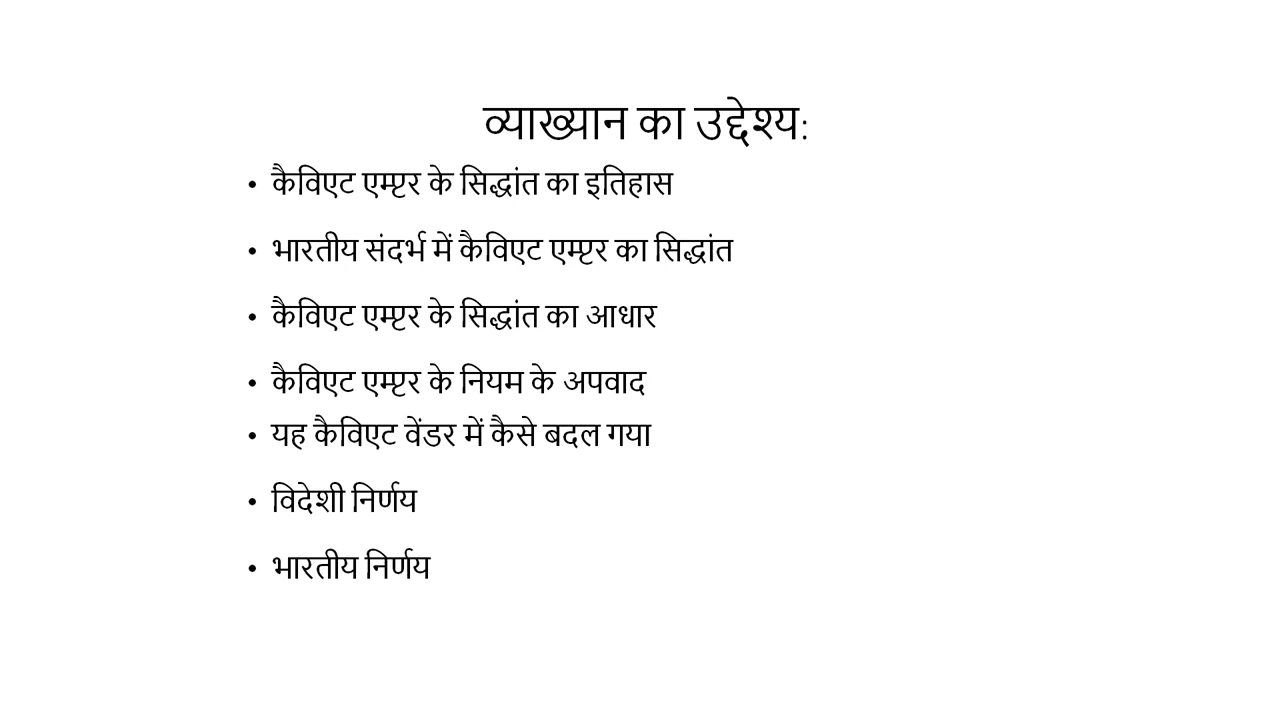 व्याख्यान का उद्देश्य:
• कैविएट एम्प्टर के सिद्धांत का इतिहास
• भारतीय संदर्भ में कैविएट एम्प्टर का सिद्धांत
• कैविएट एम्प्टर के सिद्धांत का आधार
• कैविएट एम्प्टर के नियम के अपवाद
• यह कैविएट वेंडर में कैसे बदल गया
• विदेशी निर्णय
• भारतीय निर्णय